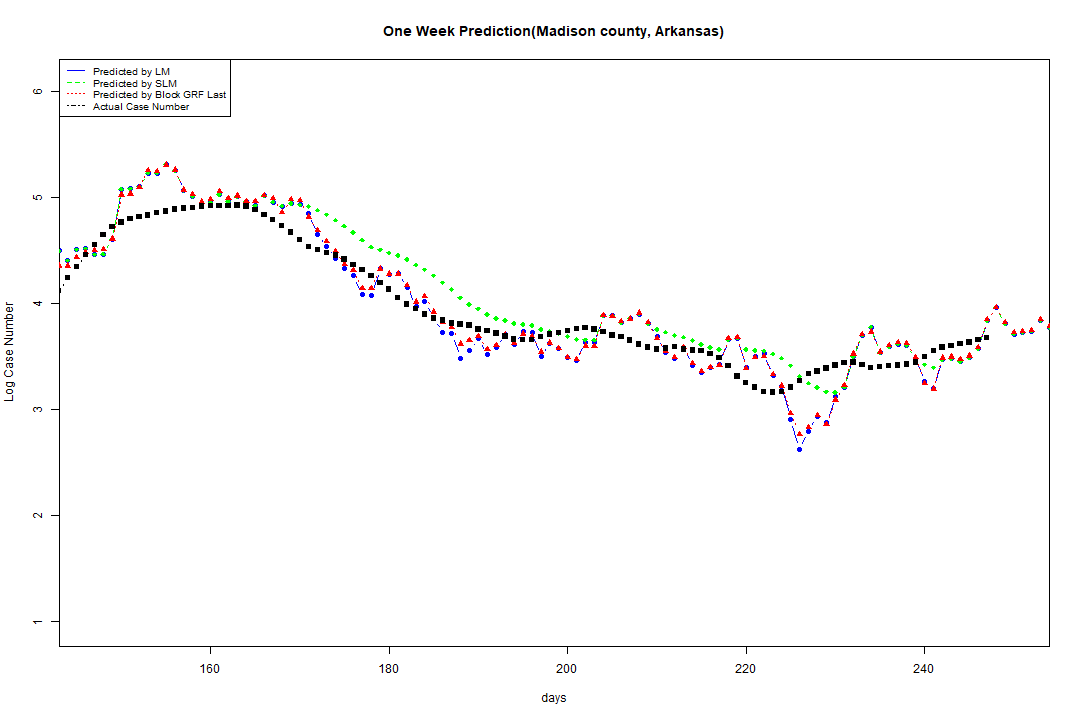 One Week Prediction(Madison county, Arkansas)
Predicted by LM
Predicted by SLM
Predicted by Block GRF Last
Actual Case Number
6
5
4
3
2
1
Log Case Number
160 180 200 220 240
days